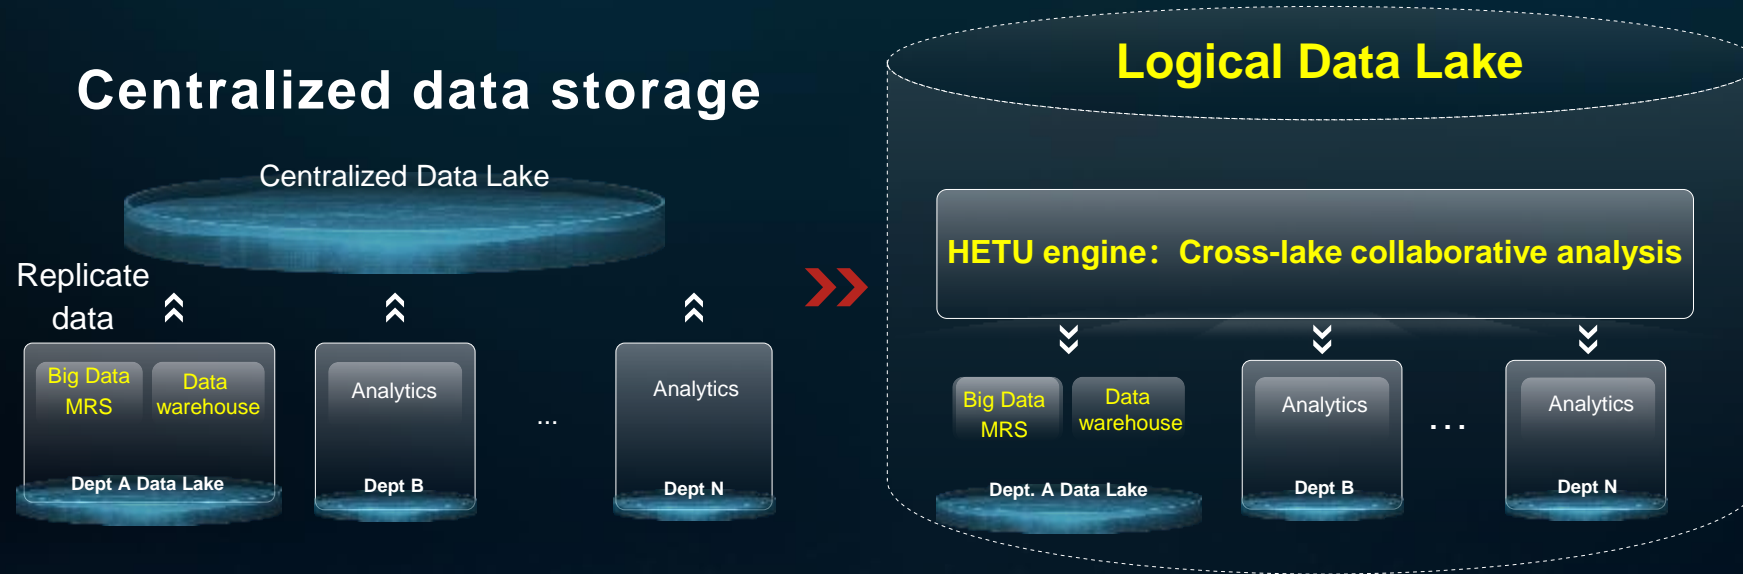 Centralized data storage
Centralized Data Lake
Replicate
data
Big Data
MRS
Data
warehouse
Dept A Data Lake
Analytics
Dept B
...
Analytics
Dept N
Logical Data Lake
HETU engine：Cross-lake collaborative analysis
Big Data
MRS
Data
warehouse
Dept. A Data Lake
Analytics
Dept B
...
Analytics
Dept N